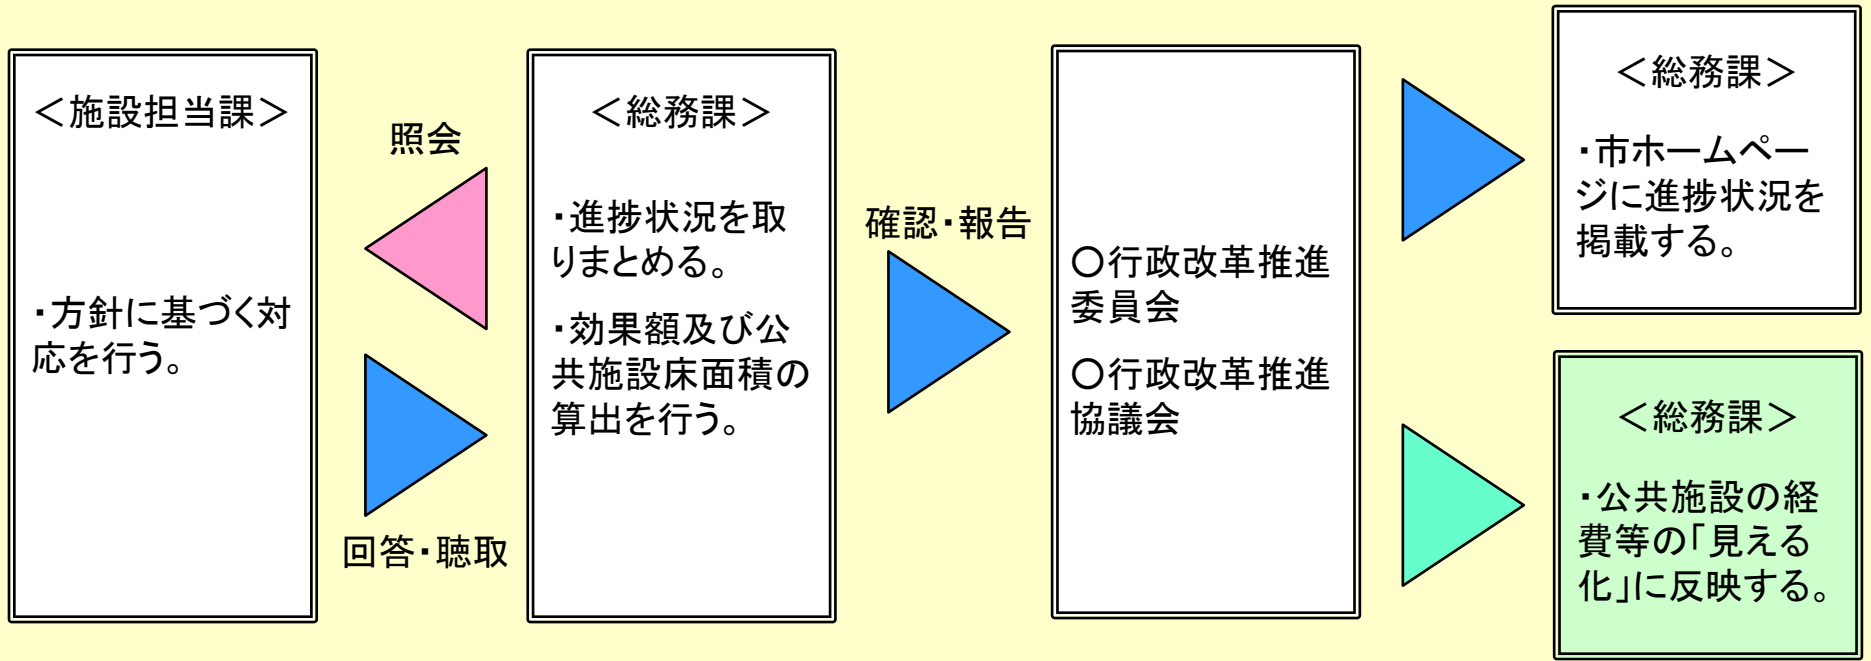 ＜施設担当課＞
・方針に基づく対
応を行う。
照会
回答・聴取
＜総務課＞
・進捗状況を取
りまとめる。
・効果額及び公
共施設床面積の
算出を行う。
確認・報告
○行政改革推進
委員会
○行政改革推進
協議会
＜総務課＞
・市ホームペー
ジに進捗状況を
掲載する。
＜総務課＞
・公共施設の経
費等の「見える
化」に反映する。